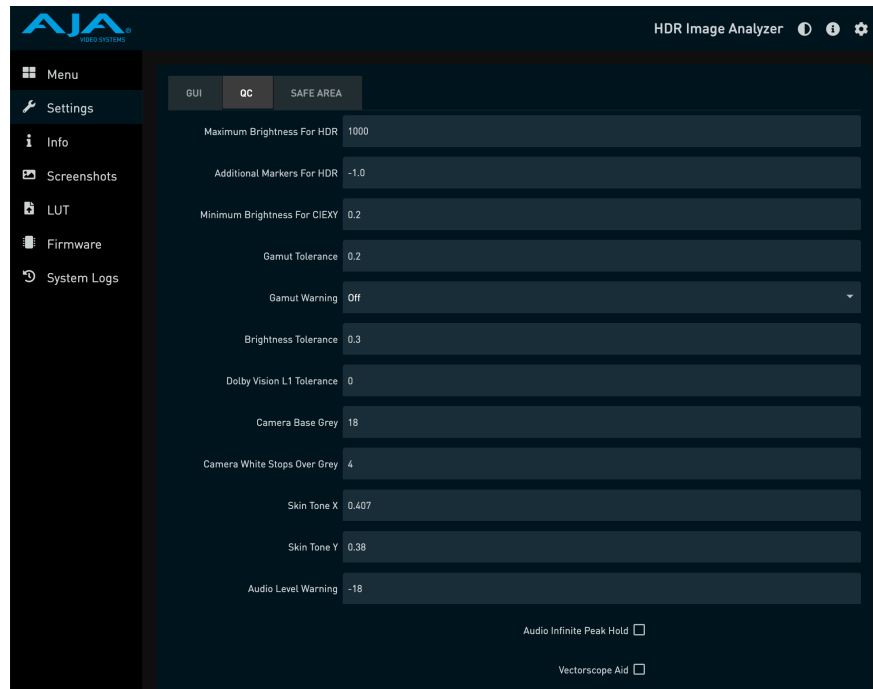 AJA
VIDEO SYSTEMS
HDR Image Analyzer
Menu
Settings
Info
Screenshots
LUT
Firmware
System Logs
GUI QC SAFE AREA
Maximum Brightness For HDR 1000
Additional Markers For HDR -1.0
Minimum Brightness For CIEXY 0.2
Gamut Tolerance 0.2
Gamut Warning Off
Brightness Tolerance 0.3
Dolby Vision L1 Tolerance 0
Camera Base Grey 18
Camera White Stops Over Grey 4
Skin Tone X 0.407
Skin Tone Y 0.38
Audio Level Warning -18
Audio Infinite Peak Hold
Vectorscope Aid